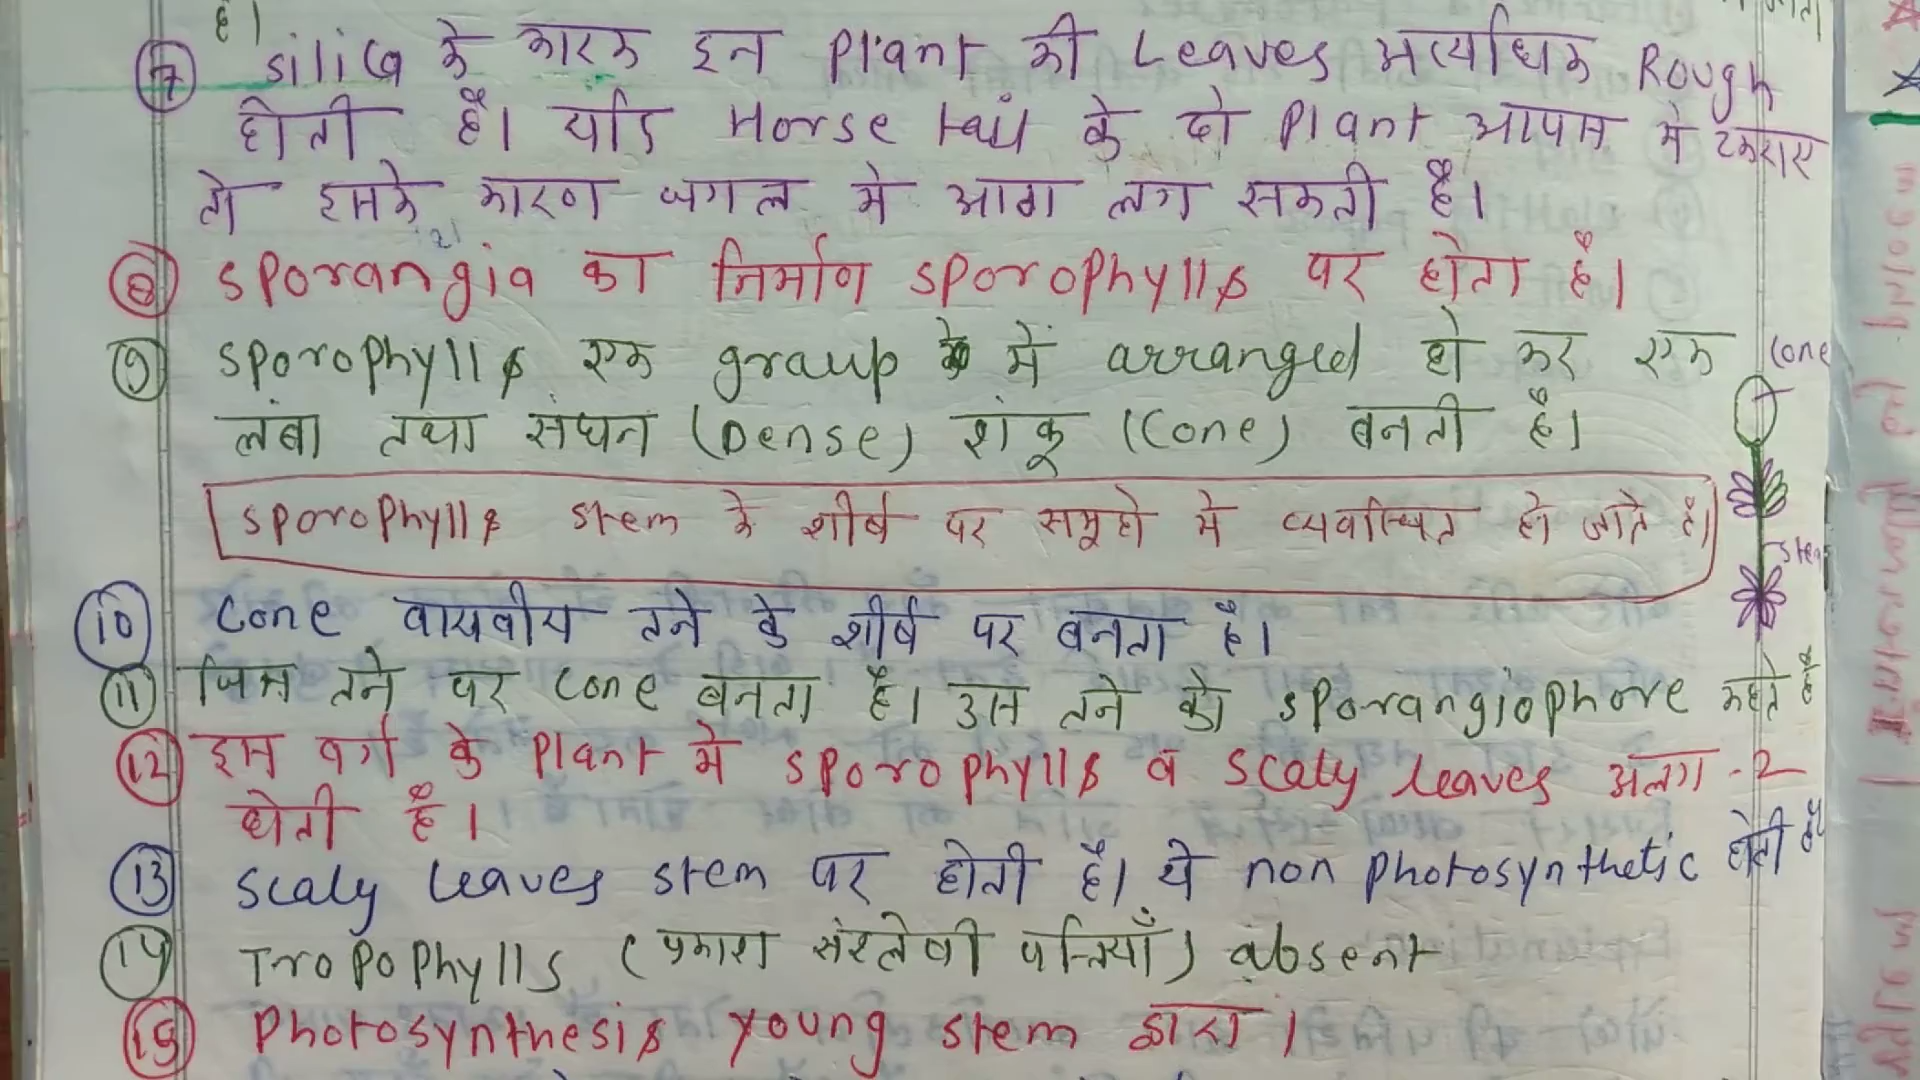 है।
⑦ silica के कारक इन Plant की Leaves अत्यधिक Rough
होती है। यदि Horse tail के दो Plant आपस मे टकराए
तो इसके कारण जगल मे आग लग सकती है।
⑧ sporangia का निर्माण sporophylls पर होता है।
⑨ sporophylls एक graup में arranged हो कर एक
Cone
लंबा तथा संघन (Dense) शंकू (Cone) बनती है।
sporophylls stem के शीर्ष पर समूहो मे व्यवस्थित हो जाते है।
stem
⑩ Cone वायवीय तने के शीर्ष पर बनता है।
⑪ जिस तने पर cone बनता है। उस तने को sporangiophore कहते है
⑫ इस वर्ग के Plant मे sporophylls व scaly leaves अलग-2
होती है।
⑬ scaly leaves stem पर होती है। ये non photosynthetic होती है
⑭ Tropophylls (प्रकाश संश्लेषी पत्तियाँ) absent
⑮ Photosynthesis young stem द्वारा।